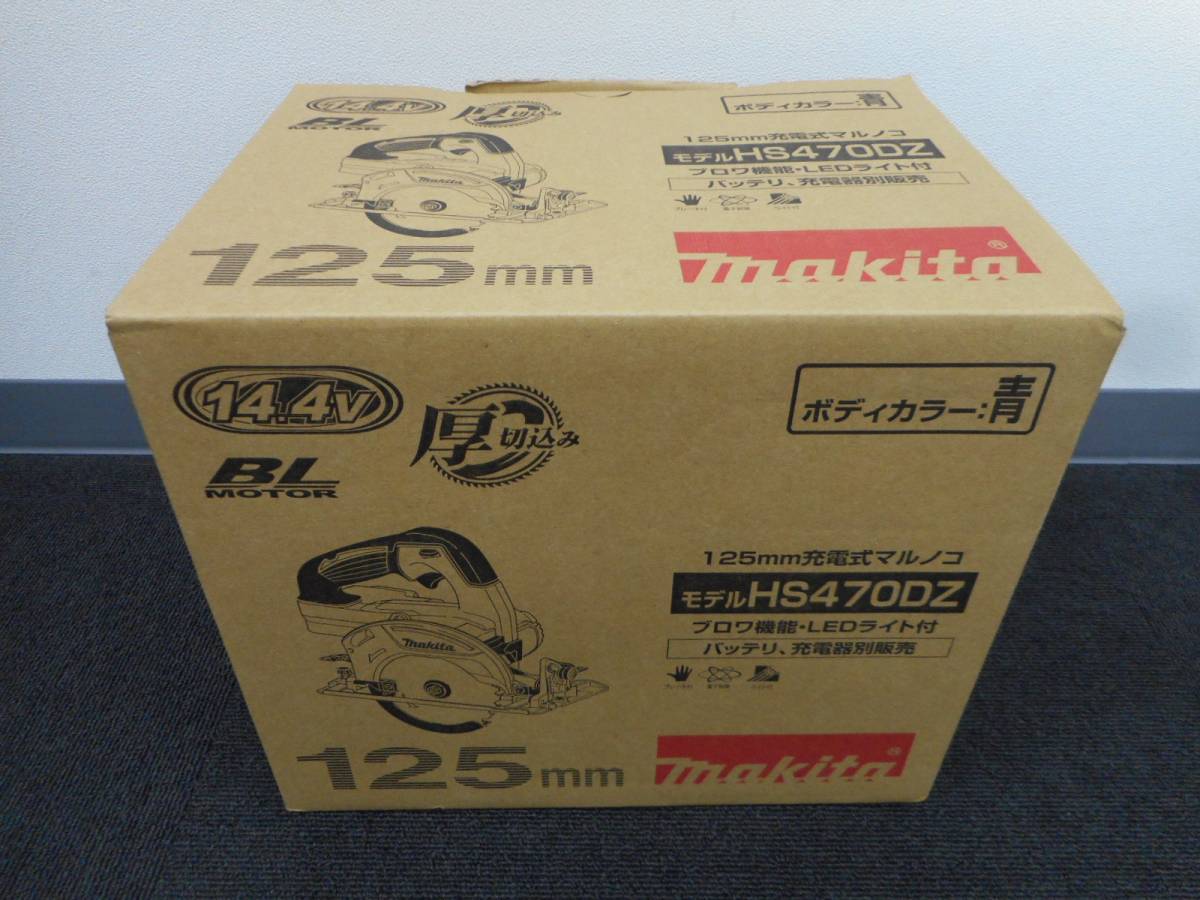 14.4V
BL
MOTOR
厚切込み
ボディカラー:青
125mm充電式マルノコ
モデルHS470DZ
ブロワ機能・LEDライト付
バッテリ、充電器別販売
makita
125mm
makita®
14.4V
BL
MOTOR
厚切込み
ボディカラー:青
125mm充電式マルノコ
モデルHS470DZ
ブロワ機能・LEDライト付
バッテリ、充電器別販売
makita
125mm
makita®